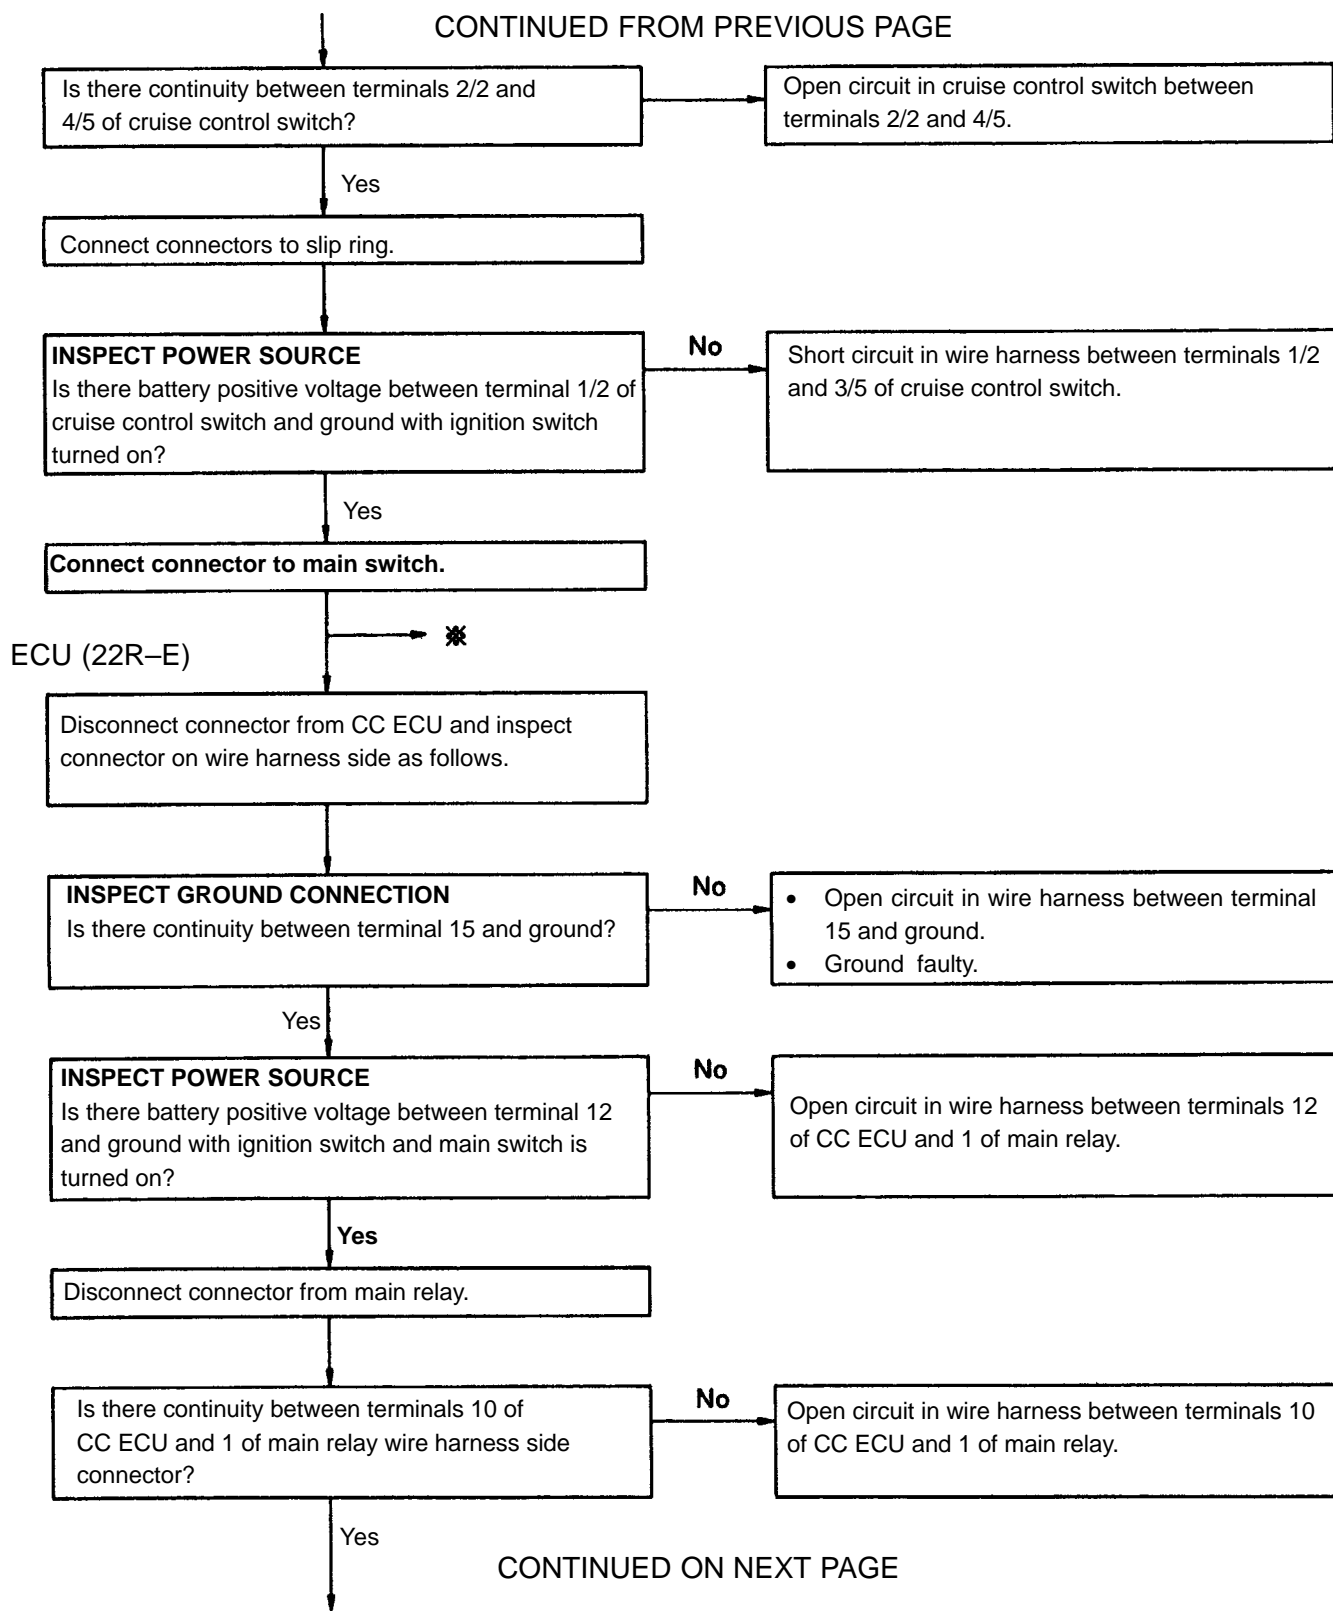 CONTINUED FROM PREVIOUS PAGE
Is there continuity between terminals 2/2 and
4/5 of cruise control switch?
Open circuit in cruise control switch between
terminals 2/2 and 4/5.
Yes
Connect connectors to slip ring.
INSPECT POWER SOURCE
Is there battery positive voltage between terminal 1/2 of
cruise control switch and ground with ignition switch
turned on?
No
Short circuit in wire harness between terminals 1/2
and 3/5 of cruise control switch.
Yes
Connect connector to main switch.
※
ECU (22R–E)
Disconnect connector from CC ECU and inspect
connector on wire harness side as follows.
INSPECT GROUND CONNECTION
Is there continuity between terminal 15 and ground?
No
• Open circuit in wire harness between terminal
15 and ground.
• Ground faulty.
Yes
INSPECT POWER SOURCE
Is there battery positive voltage between terminal 12
and ground with ignition switch and main switch is
turned on?
No
Open circuit in wire harness between terminals 12
of CC ECU and 1 of main relay.
Yes
Disconnect connector from main relay.
Is there continuity between terminals 10 of
CC ECU and 1 of main relay wire harness side
connector?
No
Open circuit in wire harness between terminals 10
of CC ECU and 1 of main relay.
Yes
CONTINUED ON NEXT PAGE